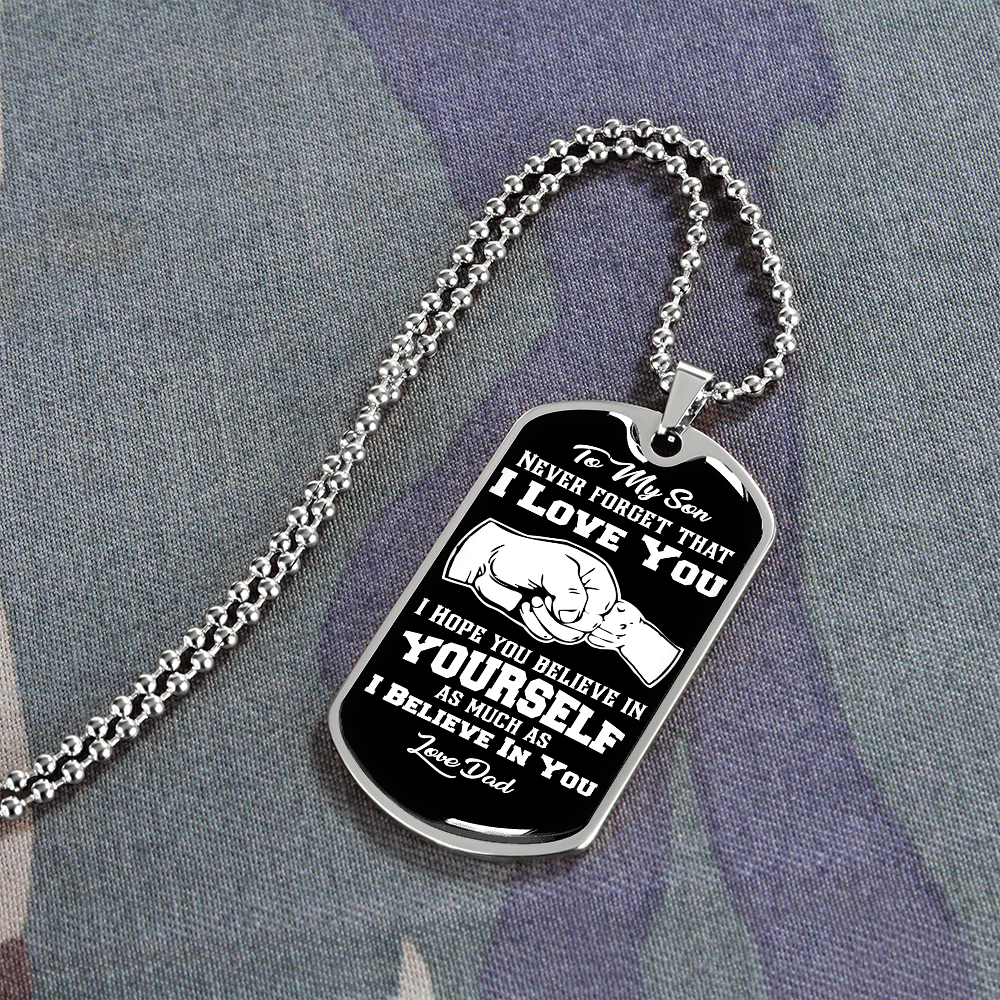 To My Son
NEVER FORGET THAT
I LOVE YOU
I HOPE YOU BELIEVE IN
YOURSELF
AS MUCH AS
I BELIEVE IN YOU
Love Dad